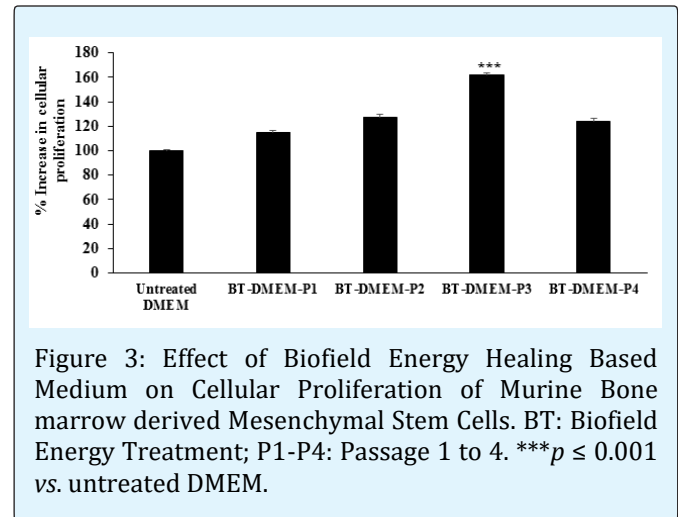 180
160
140
120
100
80
60
40
20
0
% Increase in cellular
proliferation
***
Untreated
DMEM
BT-DMEM-P1
BT-DMEM-P2
BT-DMEM-P3
BT-DMEM-P4
Figure 3: Effect of Biofield Energy Healing Based
Medium on Cellular Proliferation of Murine Bone
marrow derived Mesenchymal Stem Cells. BT: Biofield
Energy Treatment; P1-P4: Passage 1 to 4. ***p ≤ 0.001
vs. untreated DMEM.